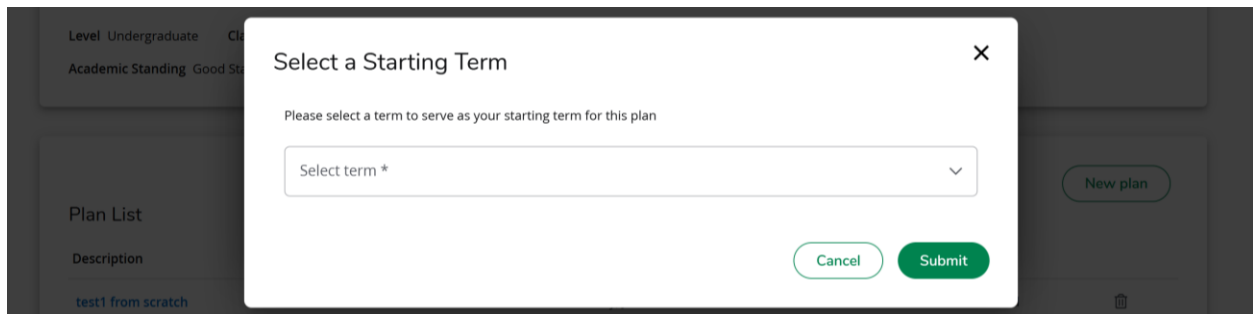 Level Undergraduate
Academic Standing Good
Select a Starting Term
Please select a term to serve as your starting term for this plan
Select term *
Cancel Submit
New plan
Plan List
Description
test1 from scratch